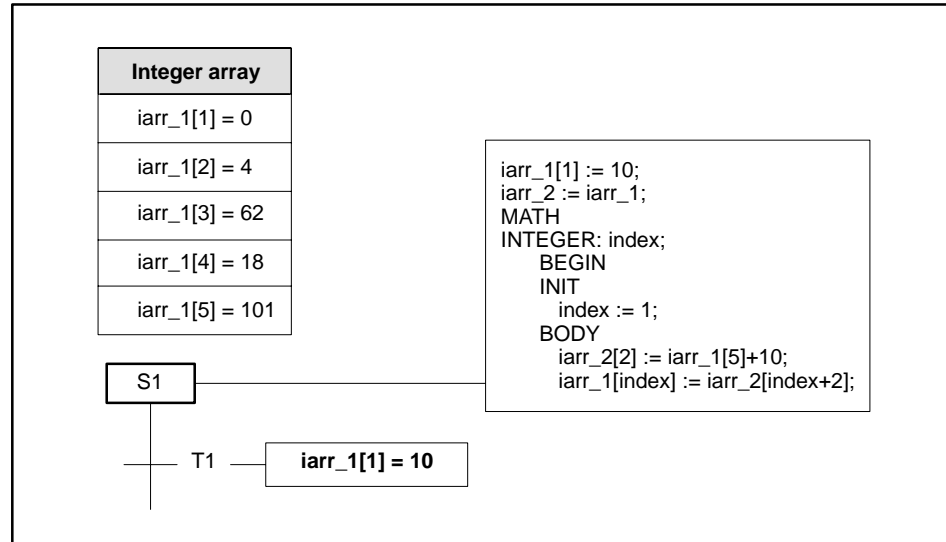 Integer array
iarr_1[1] = 0
iarr_1[2] = 4
iarr_1[3] = 62
iarr_1[4] = 18
iarr_1[5] = 101
iarr_1[1] := 10;
iarr_2 := iarr_1;
MATH
INTEGER: index;
BEGIN
INIT
index := 1;
BODY
iarr_2[2] := iarr_1[5]+10;
iarr_1[index] := iarr_2[index+2];
S1
T1
iarr_1[1] = 10